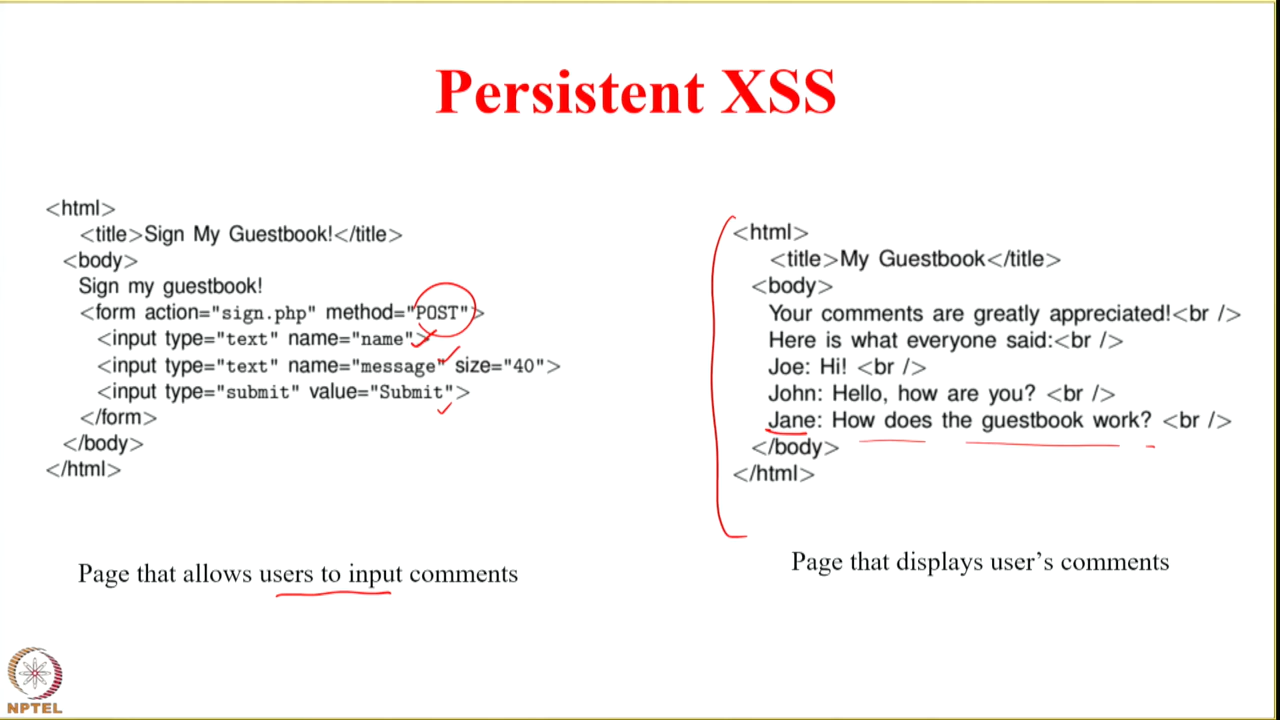 Persistent XSS
<html>
<title>Sign My Guestbook!</title>
<body>
Sign my guestbook!
<form action="sign.php" method="POST">
<input type="text" name="name">
<input type="text" name="message" size="40">
<input type="submit" value="Submit">
</form>
</body>
</html>
Page that allows users to input comments
<html>
<title>My Guestbook</title>
<body>
Your comments are greatly appreciated!<br />
Here is what everyone said:<br />
Joe: Hi! <br />
John: Hello, how are you? <br />
Jane: How does the guestbook work? <br />
</body>
</html>
Page that displays user’s comments
NPTEL